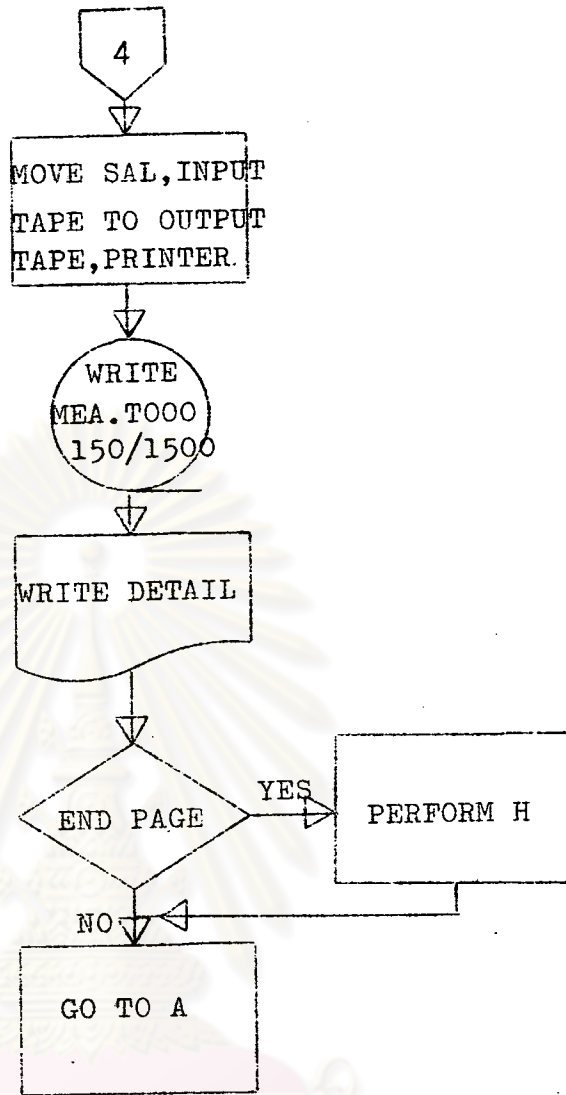 4
MOVE SAL,INPUT
TAPE TO OUTPUT
TAPE,PRINTER.
WRITE
MEA.TOOO
150/1500
WRITE DETAIL
END PAGE
YES
PERFORM H
NO
GO TO A